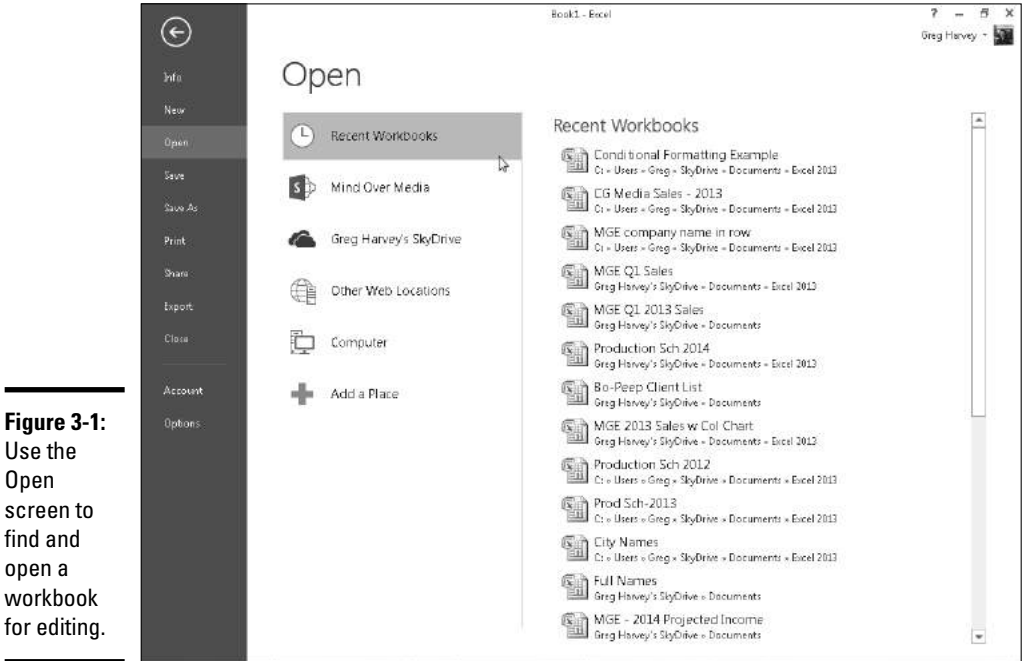 Book1 - Excel
?
Greg Harvey
Info
New
Open
Save
Save As
Print
Share
Export
Close
Account
Options
Open
Recent Workbooks
Mind Over Media
Greg Harvey's SkyDrive
Other Web Locations
Computer
Add a Place
Recent Workbooks
Conditional Formatting Example
C: » Users » Greg » SkyDrive » Documents » Excel 2013
CG Media Sales - 2013
C: » Users » Greg » SkyDrive » Documents » Excel 2013
MGE company name in row
C: » Users » Greg » SkyDrive » Documents » Excel 2013
MGE Q1 Sales
Greg Harvey's SkyDrive » Documents » Excel 2013
MGE Q1 2013 Sales
Greg Harvey's SkyDrive » Documents
Production Sch 2014
Greg Harvey's SkyDrive » Documents » Excel 2013
Bo-Peep Client List
Greg Harvey's SkyDrive » Documents
MGE 2013 Sales w Col Chart
Greg Harvey's SkyDrive » Documents » Excel 2013
Production Sch 2012
C: » Users » Greg » SkyDrive » Documents » Excel 2013
Prod Sch-2013
C: » Users » Greg » SkyDrive » Documents » Excel 2013
City Names
C: » Users » Greg » SkyDrive » Documents » Excel 2013
Full Names
Greg Harvey's SkyDrive » Documents
MGE - 2014 Projected Income
Greg Harvey's SkyDrive » Documents
Figure 3-1:
Use the
Open
screen to
find and
open a
workbook
for editing.